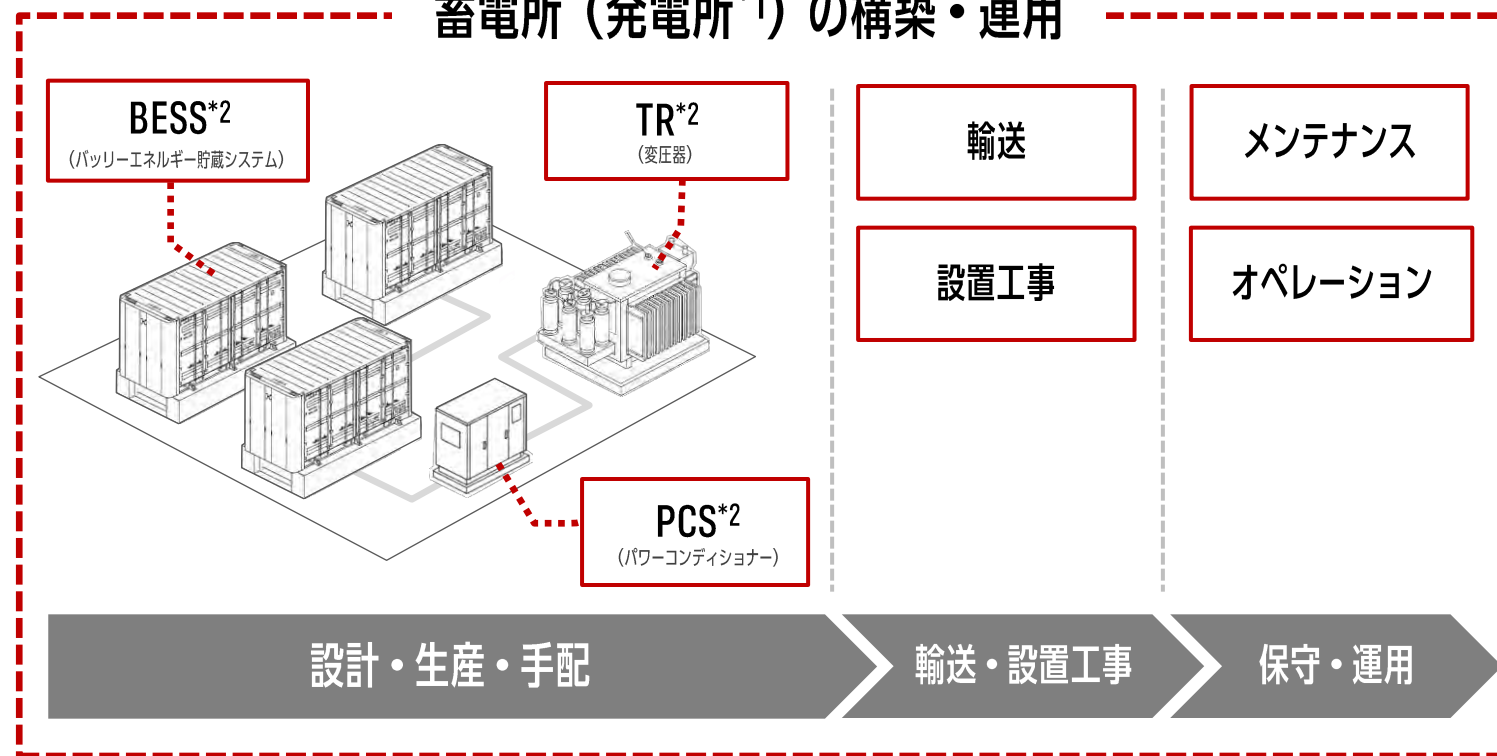 蓄電所（発電所*1）の構築・運用
BESS*2
（バッリーエネルギー貯蔵システム）
TR*2
（変圧器）
輸送
メンテナンス
設置工事
オペレーション
PCS*2
（パワーコンディショナー）
設計・生産・手配
輸送・設置工事
保守・運用